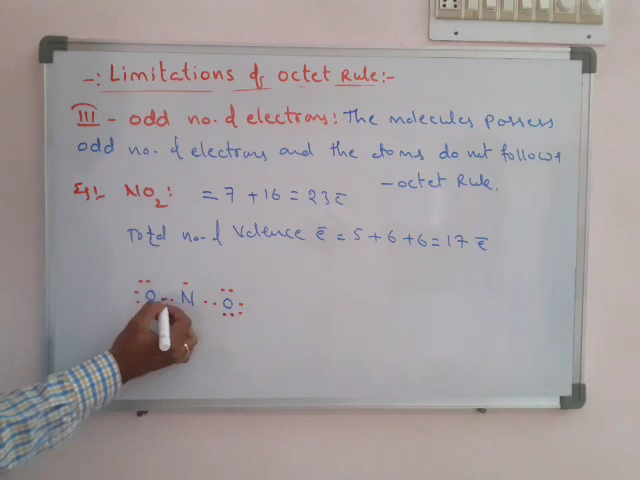 -: Limitations of octet Rule:-
III - odd no. of electrons: The molecules possess
odd no. of electrons and the atoms do not follows
- octet Rule.
Eg:- NO2: = 7 + 16 = 23 e̅
Total no. of Valence e̅ = 5 + 6 + 6 = 17 e̅
O N O